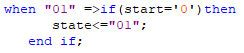 when "01" =>if(start='0')then
state<="01";
end if;